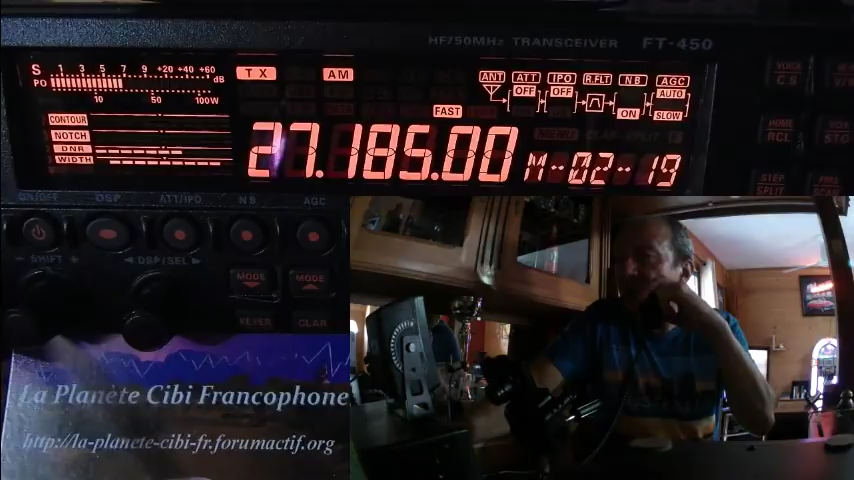 HF/50MHz TRANSCEIVER FT-450
S 1 3 5 7 9 +20 +40 +60 dB
PO
10 50 100W
TX AM
ANT ATT IPO R.FLT NB AGC
OFF OFF AUTO
ON SLOW
FAST
CONTOUR
NOTCH
DNR
WIDTH
27.185.00 M-02-19
VOICE
C S
HOME
RCL
VOX
STO
STEP
SPLIT
ON/OFF DSP ATT/IPO NB AGC
- SHIFT + ◄DSP/SEL►
MODE MODE
KEYER CLAR
La Planète Cibi Francophone
http://la-planete-cibi-fr.forumactif.org